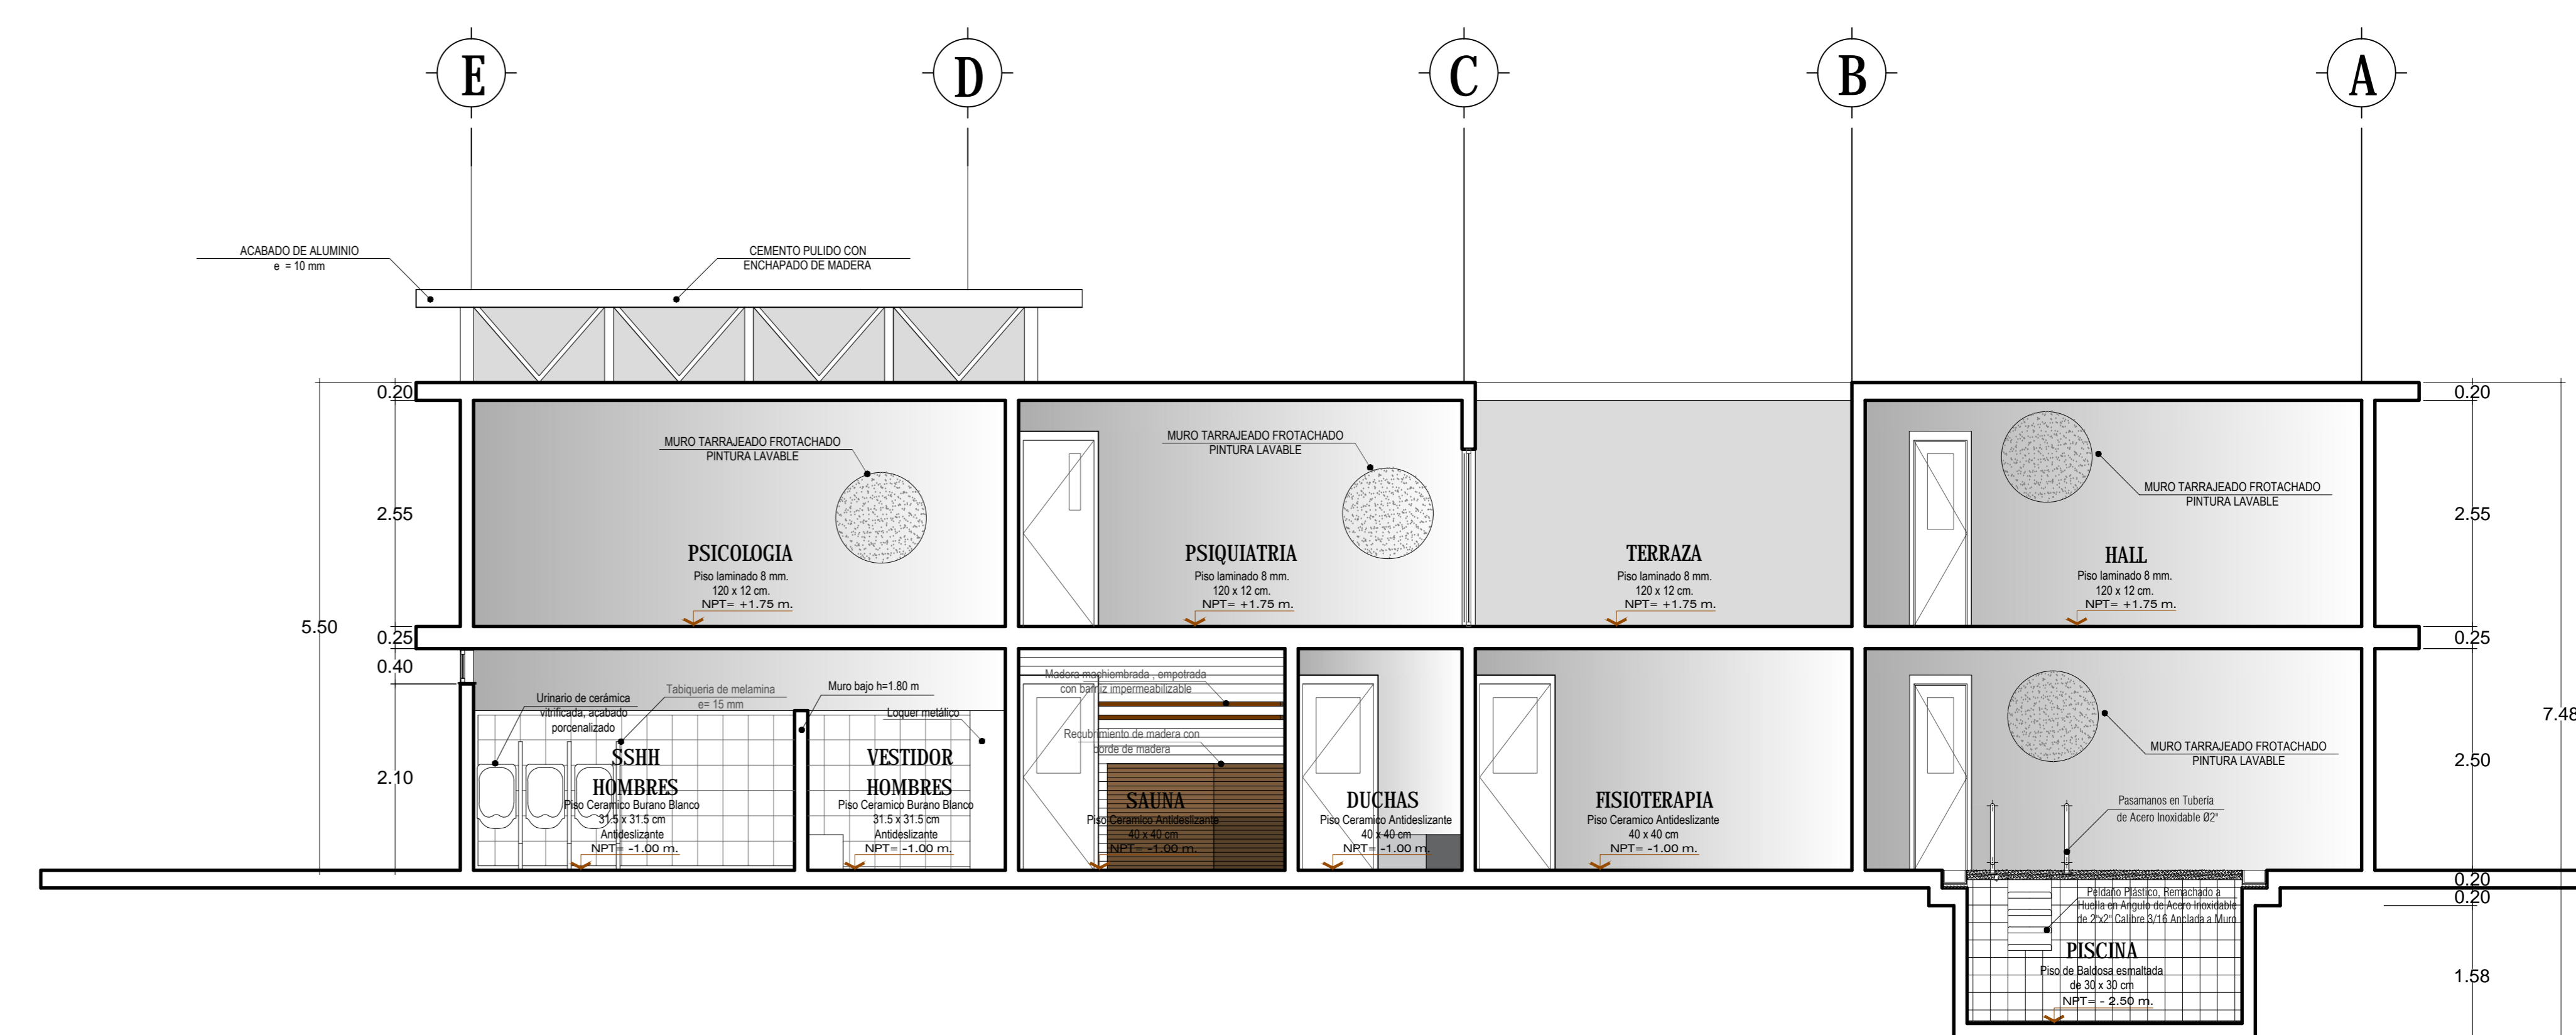 E
D
C
B
A
ACABADO DE ALUMINIO
e = 10 mm
CEMENTO PULIDO CON
ENCHAPADO DE MADERA
0.20
2.55
0.25
0.40
2.10
5.50
MURO TARRAJEADO FROTACHADO
PINTURA LAVABLE
PSICOLOGIA
Piso laminado 8 mm.
120 x 12 cm.
NPT= +1.75 m.
MURO TARRAJEADO FROTACHADO
PINTURA LAVABLE
PSIQUIATRIA
Piso laminado 8 mm.
120 x 12 cm.
NPT= +1.75 m.
TERRAZA
Piso laminado 8 mm.
120 x 12 cm.
NPT= +1.75 m.
MURO TARRAJEADO FROTACHADO
PINTURA LAVABLE
HALL
Piso laminado 8 mm.
120 x 12 cm.
NPT= +1.75 m.
Urinario de cerámica
vitrificada, acabado
porcenalizado
Tabiqueria de melamina
e= 15 mm
Muro bajo h=1.80 m
Loquer metálico
SSHH
HOMBRES
Piso Ceramico Burano Blanco
31.5 x 31.5 cm
Antideslizante
NPT= -1.00 m.
VESTIDOR
HOMBRES
Piso Ceramico Burano Blanco
31.5 x 31.5 cm
Antideslizante
NPT= -1.00 m.
Madera machiembrada , empotrada
con barniz impermeabilizable
Recubrimiento de madera con
borde de madera
SAUNA
Piso Ceramico Antideslizante
40 x 40 cm
NPT= -1.00 m.
DUCHAS
Piso Ceramico Antideslizante
40 x 40 cm
NPT= -1.00 m.
FISIOTERAPIA
Piso Ceramico Antideslizante
40 x 40 cm
NPT= -1.00 m.
MURO TARRAJEADO FROTACHADO
PINTURA LAVABLE
Pasamanos en Tubería
de Acero Inoxidable Ø2"
Peldaño Plástico, Remachado a
Huella en Angulo de Acero Inoxidable
de 2"x2" Calibre 3/16 Anclada a Muro
PISCINA
Piso de Baldosa esmaltada
de 30 x 30 cm
NPT= - 2.50 m.
0.20
2.55
0.25
2.50
0.20
0.20
1.58
7.48